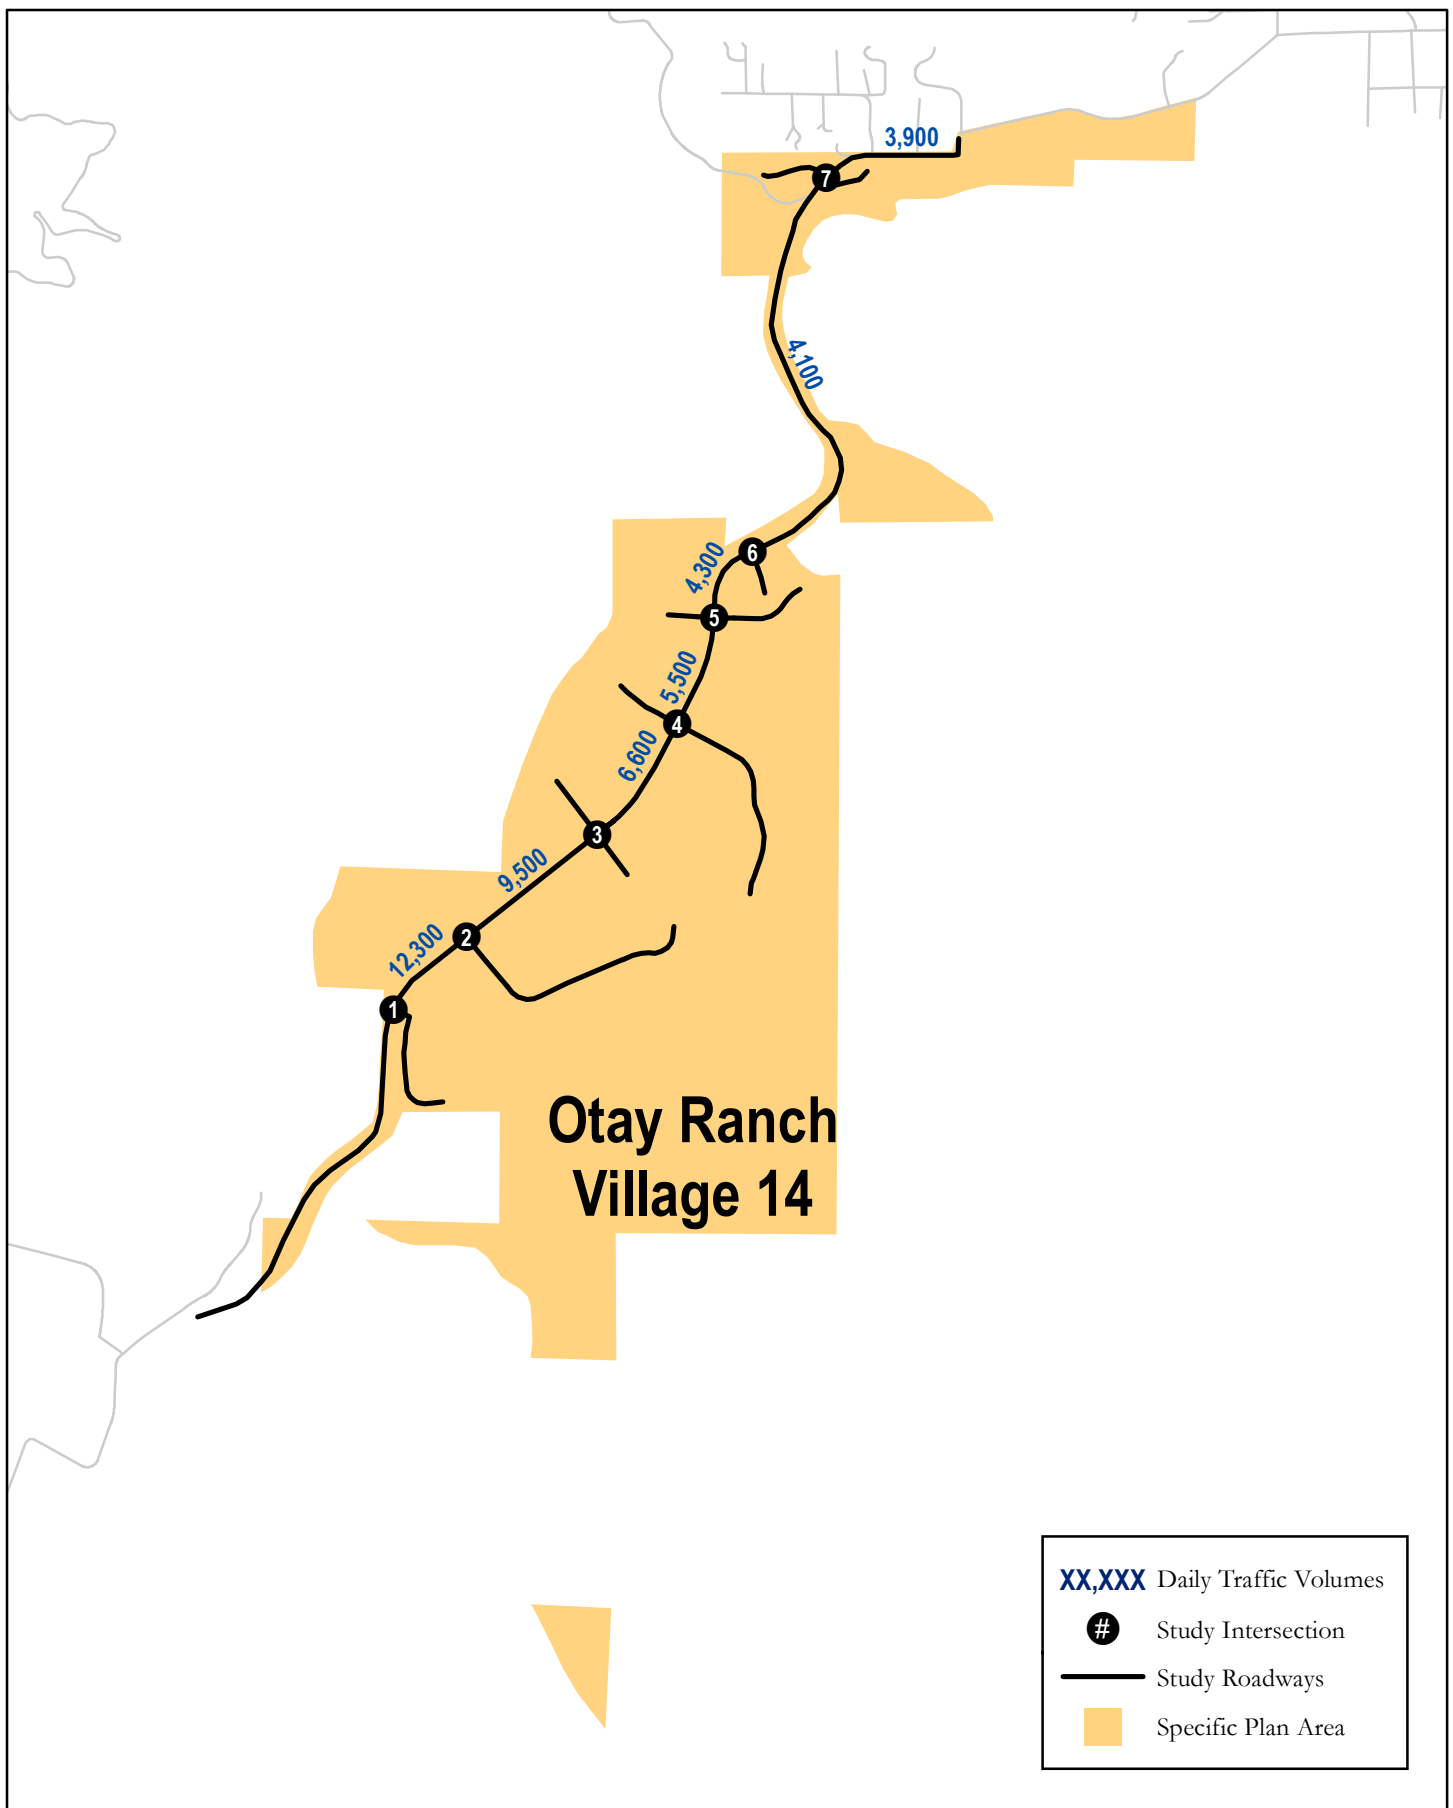 3,900
7
4,100
6
4,300
5
5,500
4
6,600
3
9,500
2
12,300
1
Otay Ranch
Village 14
XX,XXX Daily Traffic Volumes
# Study Intersection
Study Roadways
Specific Plan Area